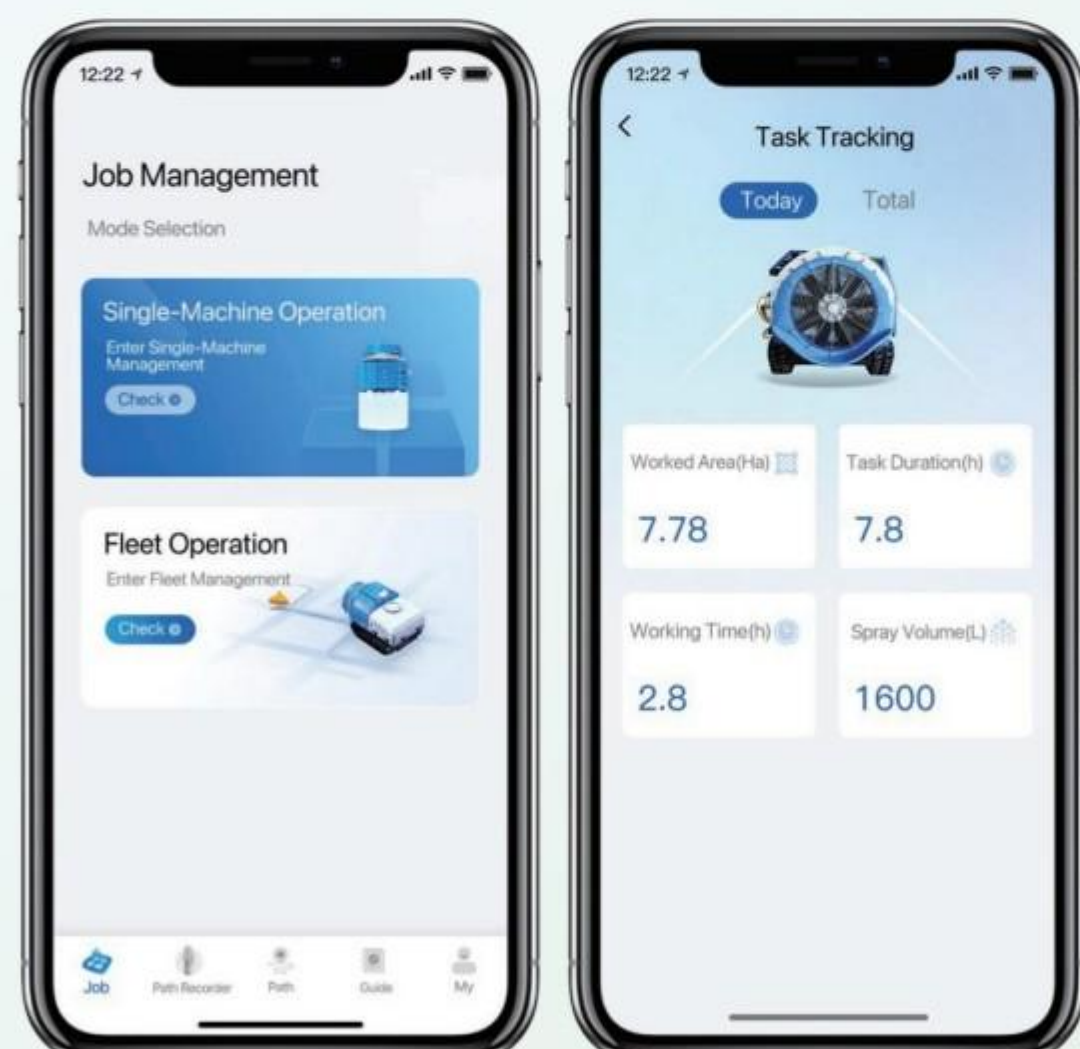 12:22
Job Management
Mode Selection
Single-Machine Operation
Enter Single-Machine
Management
Check
Fleet Operation
Enter Fleet Management
Check
Job
Path Recorder
Path
Guide
My
12:22
Task Tracking
Today
Total
Worked Area(Ha)
7.78
Task Duration(h)
7.8
Working Time(h)
2.8
Spray Volume(L)
1600